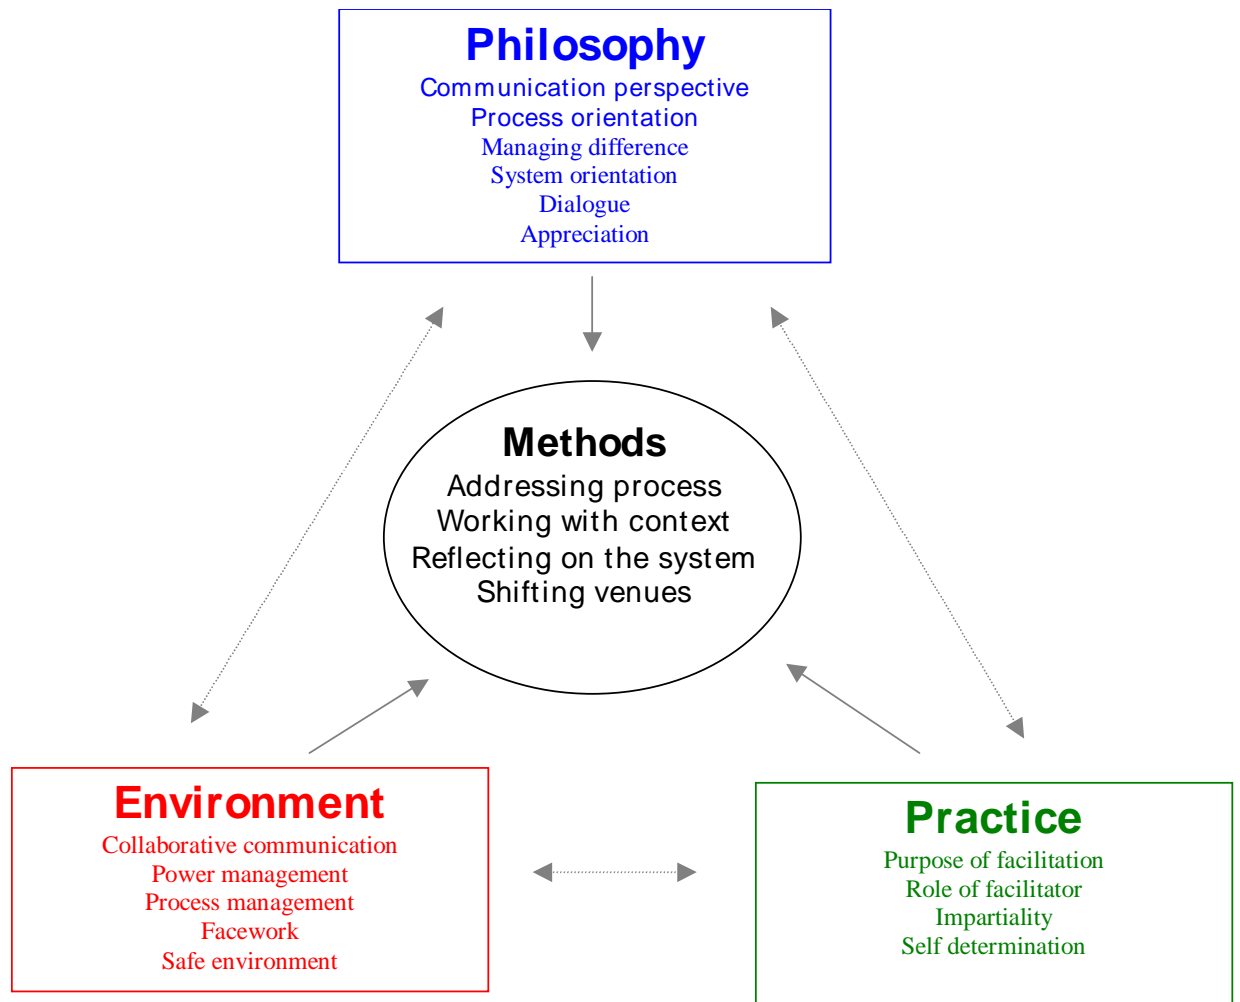 Philosophy
Communication perspective
Process orientation
Managing difference
System orientation
Dialogue
Appreciation
Methods
Addressing process
Working with context
Reflecting on the system
Shifting venues
Environment
Collaborative communication
Power management
Process management
Facework
Safe environment
Practice
Purpose of facilitation
Role of facilitator
Impartiality
Self determination